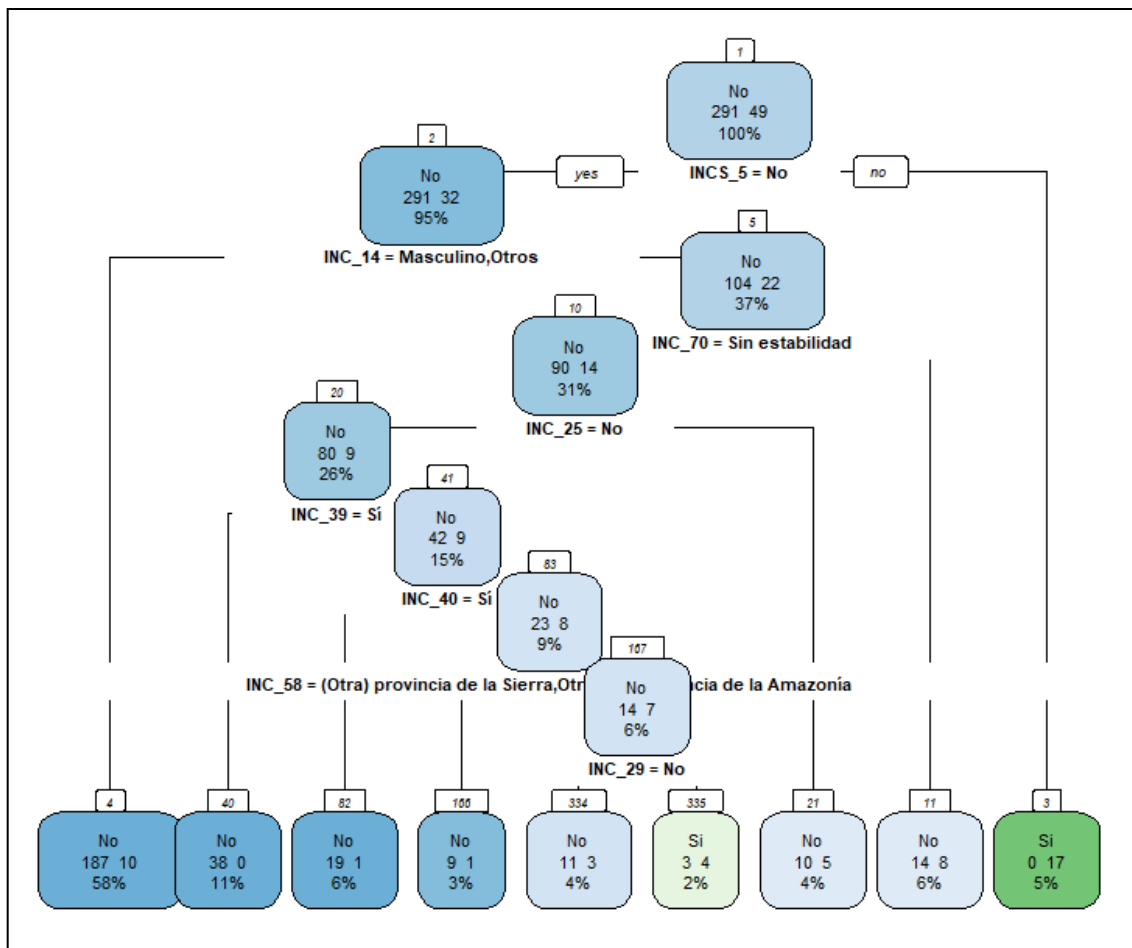 1
No
291 49
100%
yes
INCS_5 = No
no
2
No
291 32
95%
INC_14 = Masculino,Otros
5
No
104 22
37%
INC_70 = Sin estabilidad
10
No
90 14
31%
INC_25 = No
20
No
80 9
26%
INC_39 = Sí
41
No
42 9
15%
INC_40 = Sí
83
No
23 8
9%
INC_58 = (Otra) provincia de la Sierra,Otr ncia de la Amazonía
167
No
14 7
6%
INC_29 = No
4
No
187 10
58%
40
No
38 0
11%
82
No
19 1
6%
166
No
9 1
3%
334
No
11 3
4%
335
Si
3 4
2%
21
No
10 5
4%
11
No
14 8
6%
3
Si
0 17
5%